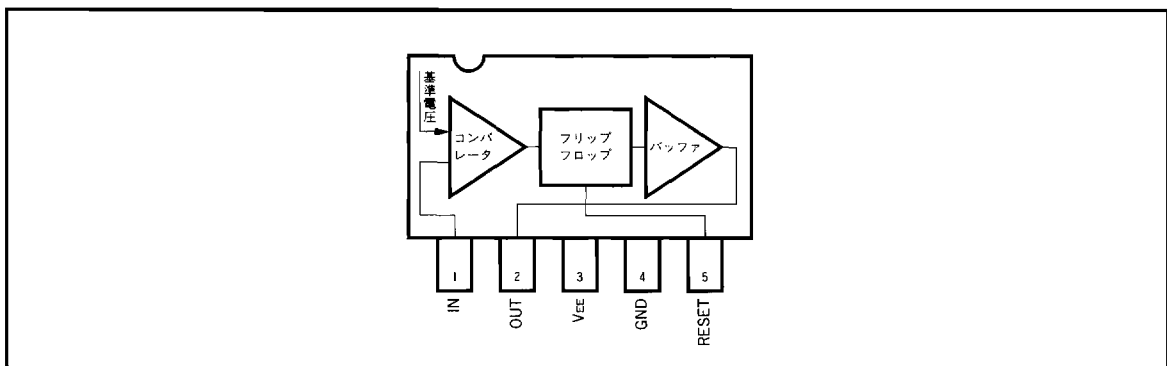 基準電圧
コンパ
レータ
フリップ
フロップ
バッファ
1 2 3 4 5
IN
OUT
VEE
GND
RESET